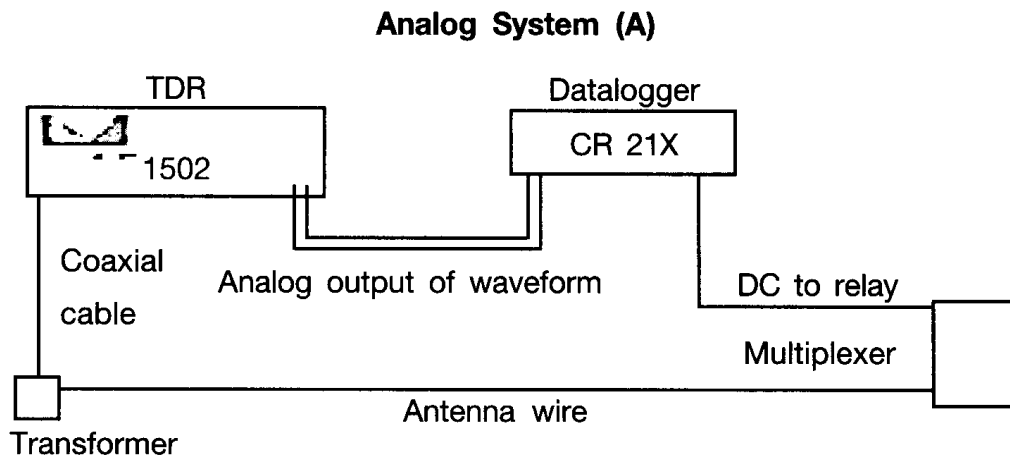 Analog System (A)
TDR
Datalogger
1502
CR 21X
Coaxial
cable
Analog output of waveform
DC to relay
Multiplexer
Antenna wire
Transformer